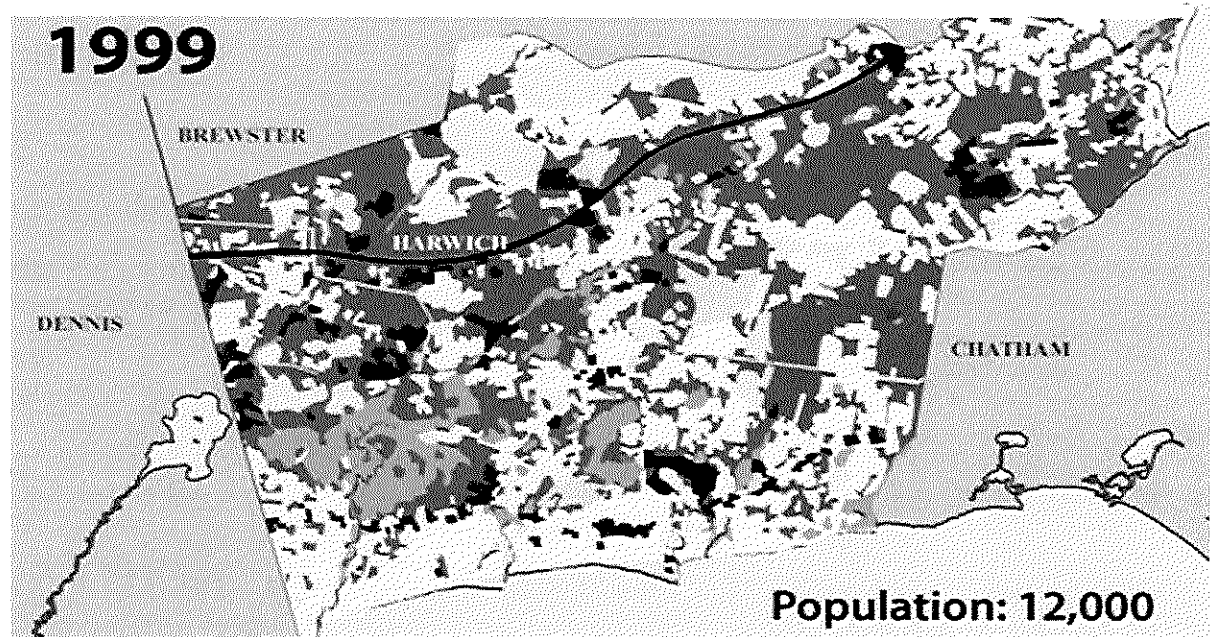 1999
BREWSTER
HARWICH
DENNIS
CHATHAM
Population: 12,000